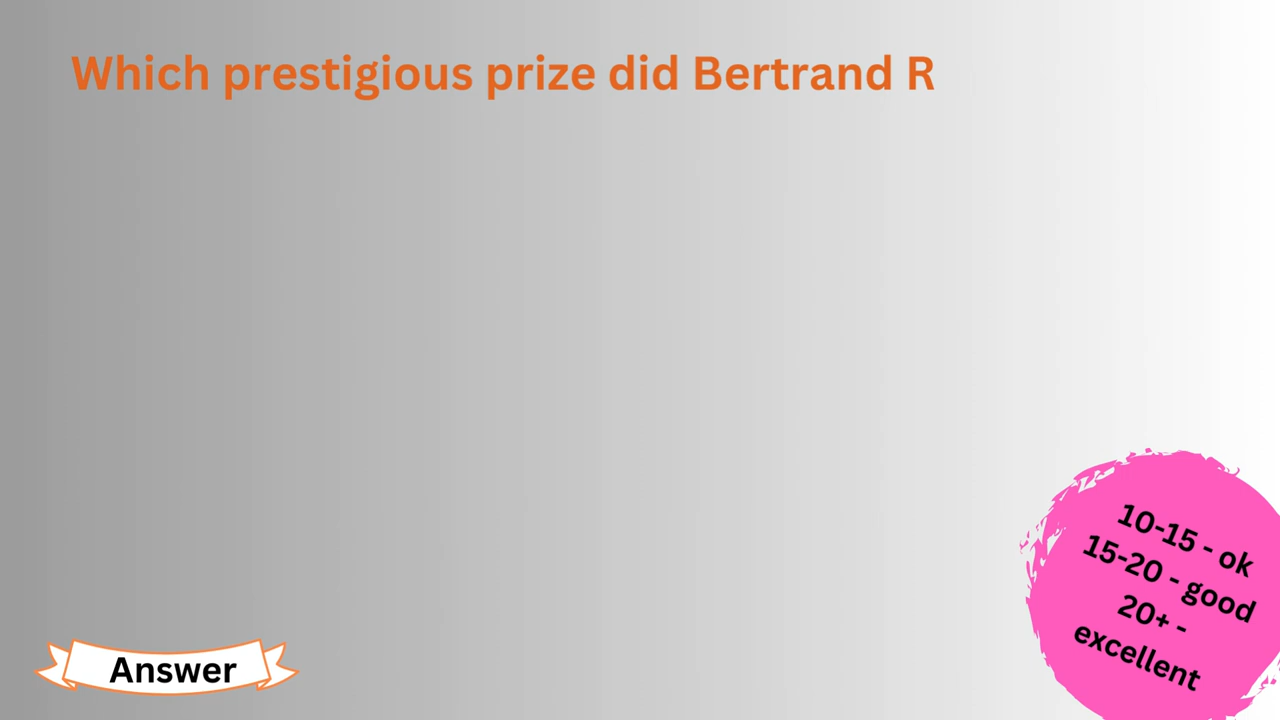 Which prestigious prize did Bertrand R
10-15 - ok
15-20 - good
20+ -
excellent
Answer